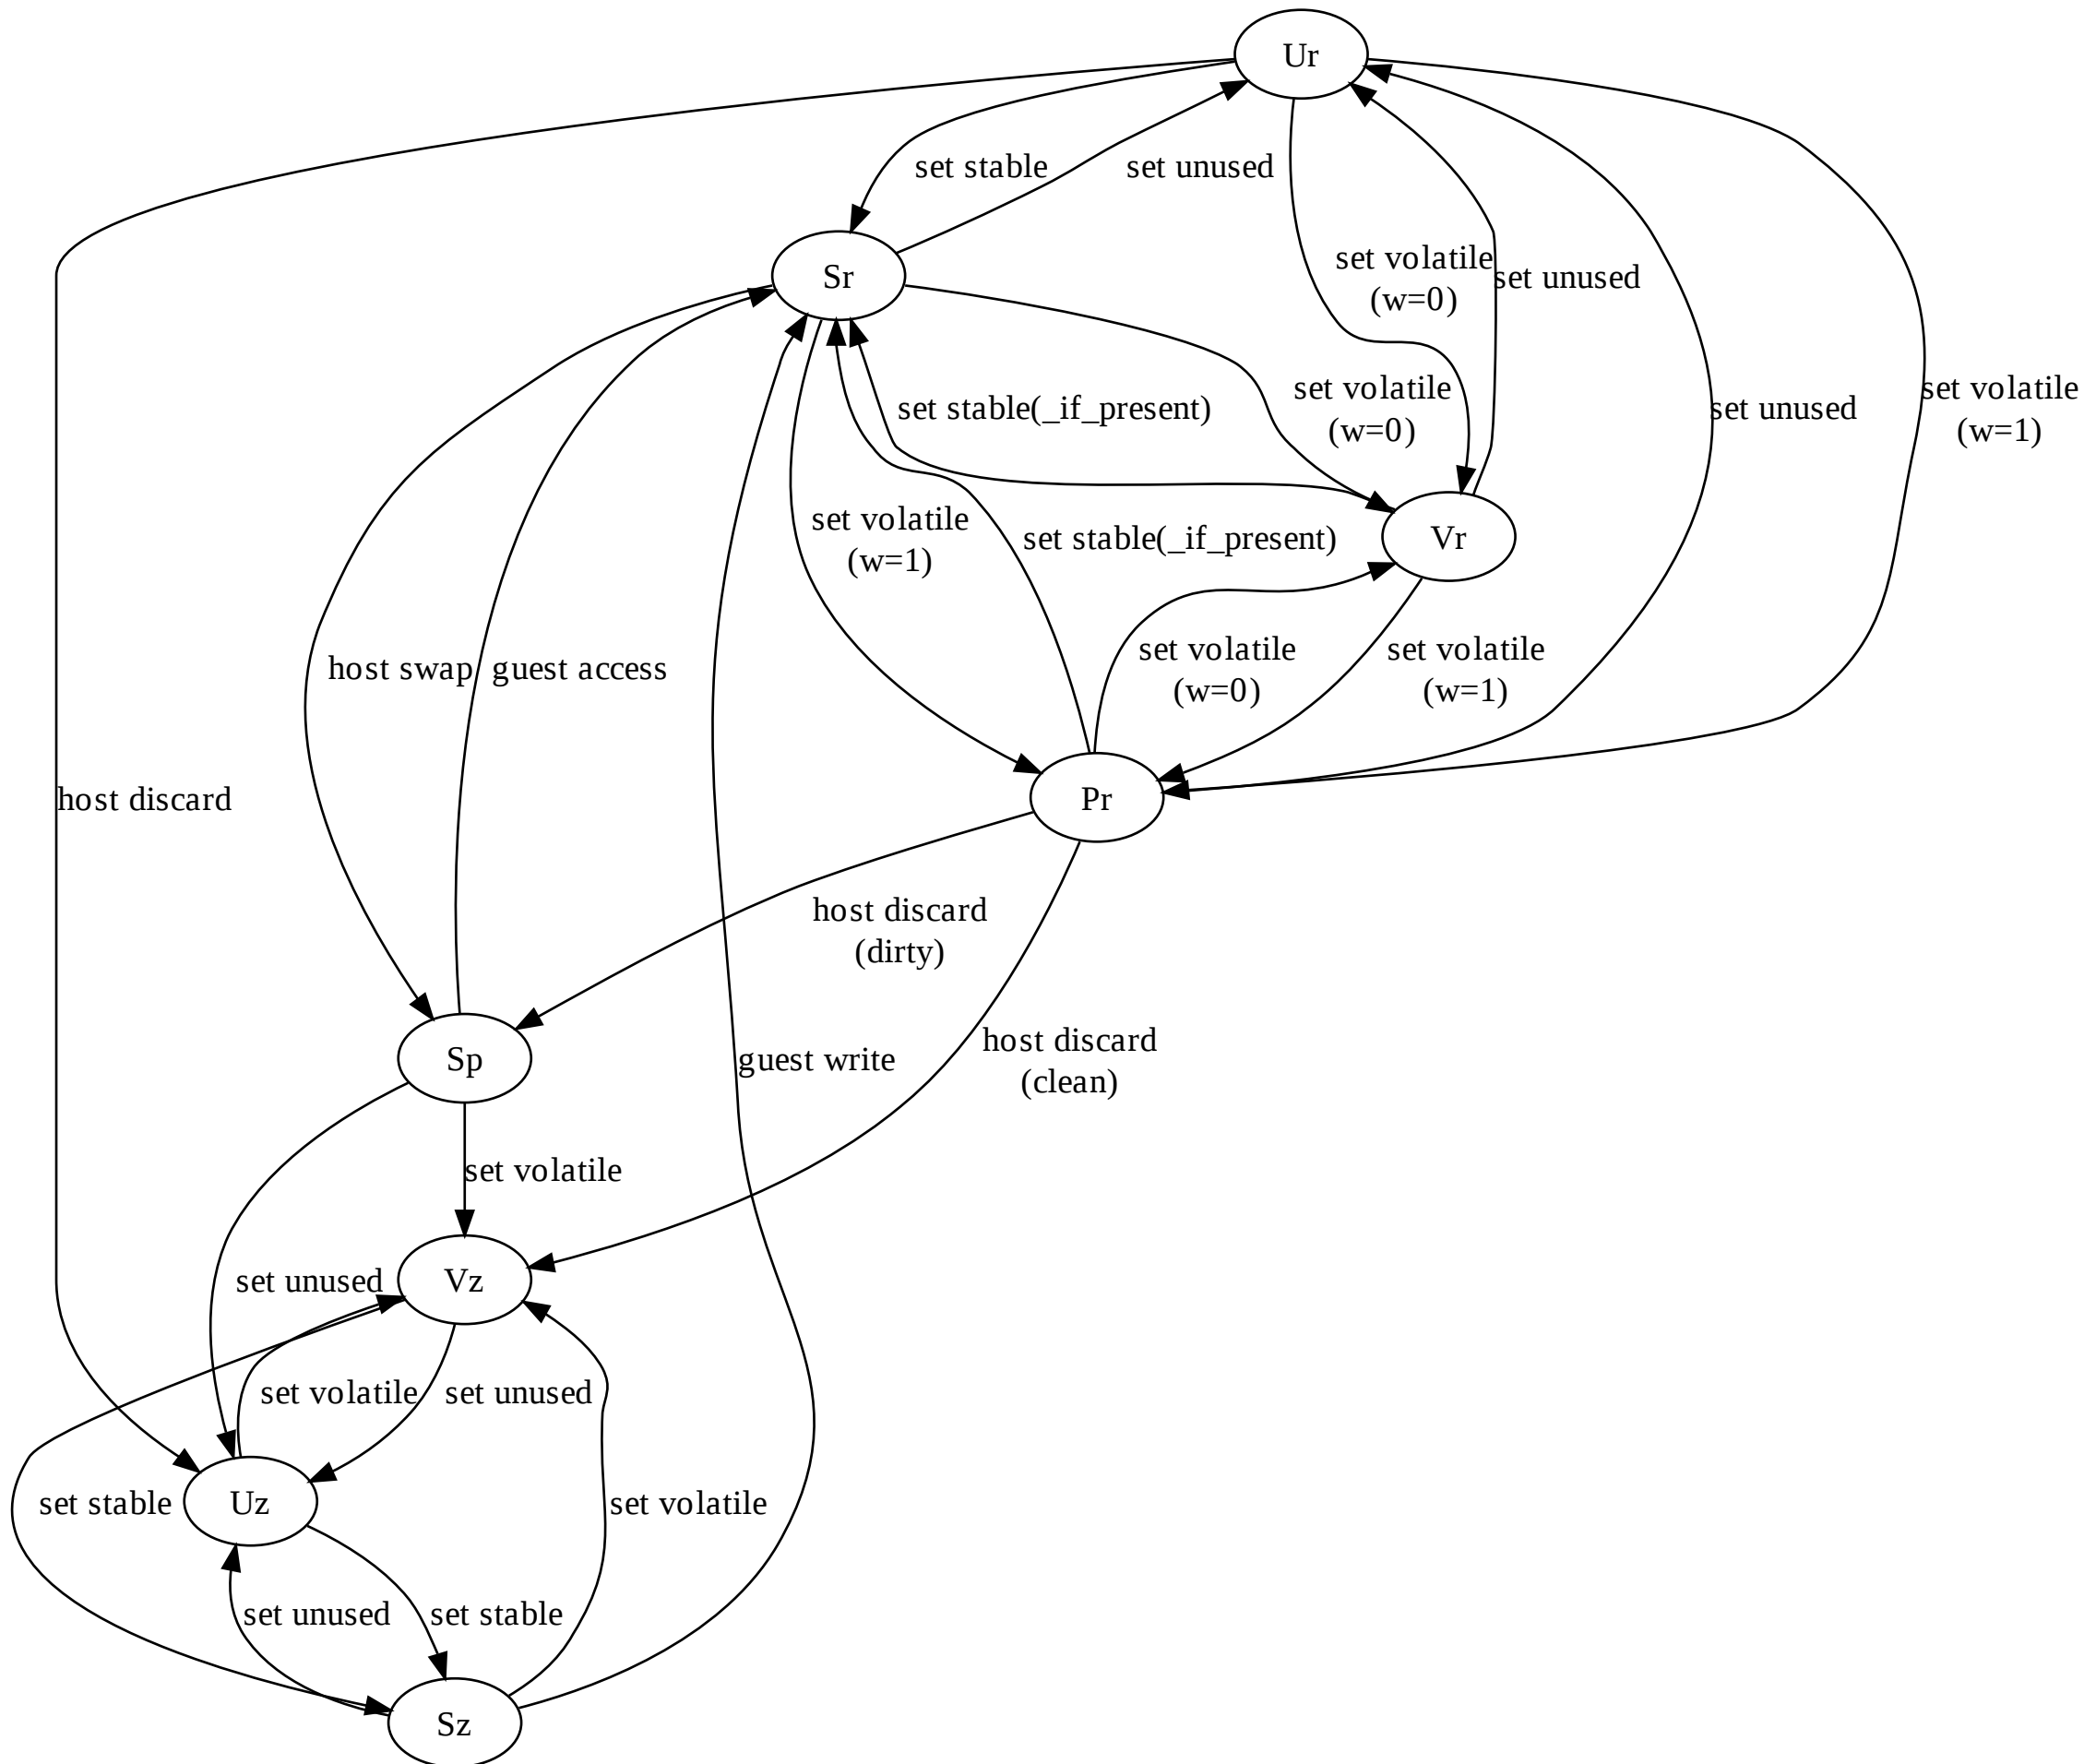 Ur
set stable
set unused
set volatile
(w=0)
set unused
Sr
set volatile
(w=0)
set stable(_if_present)
set unused
set volatile
(w=1)
set volatile
(w=1)
set stable(_if_present)
Vr
host swap
guest access
set volatile
(w=0)
set volatile
(w=1)
host discard
Pr
host discard
(dirty)
Sp
guest write
host discard
(clean)
set volatile
set unused
Vz
set volatile
set unused
set stable
Uz
set volatile
set unused
set stable
Sz